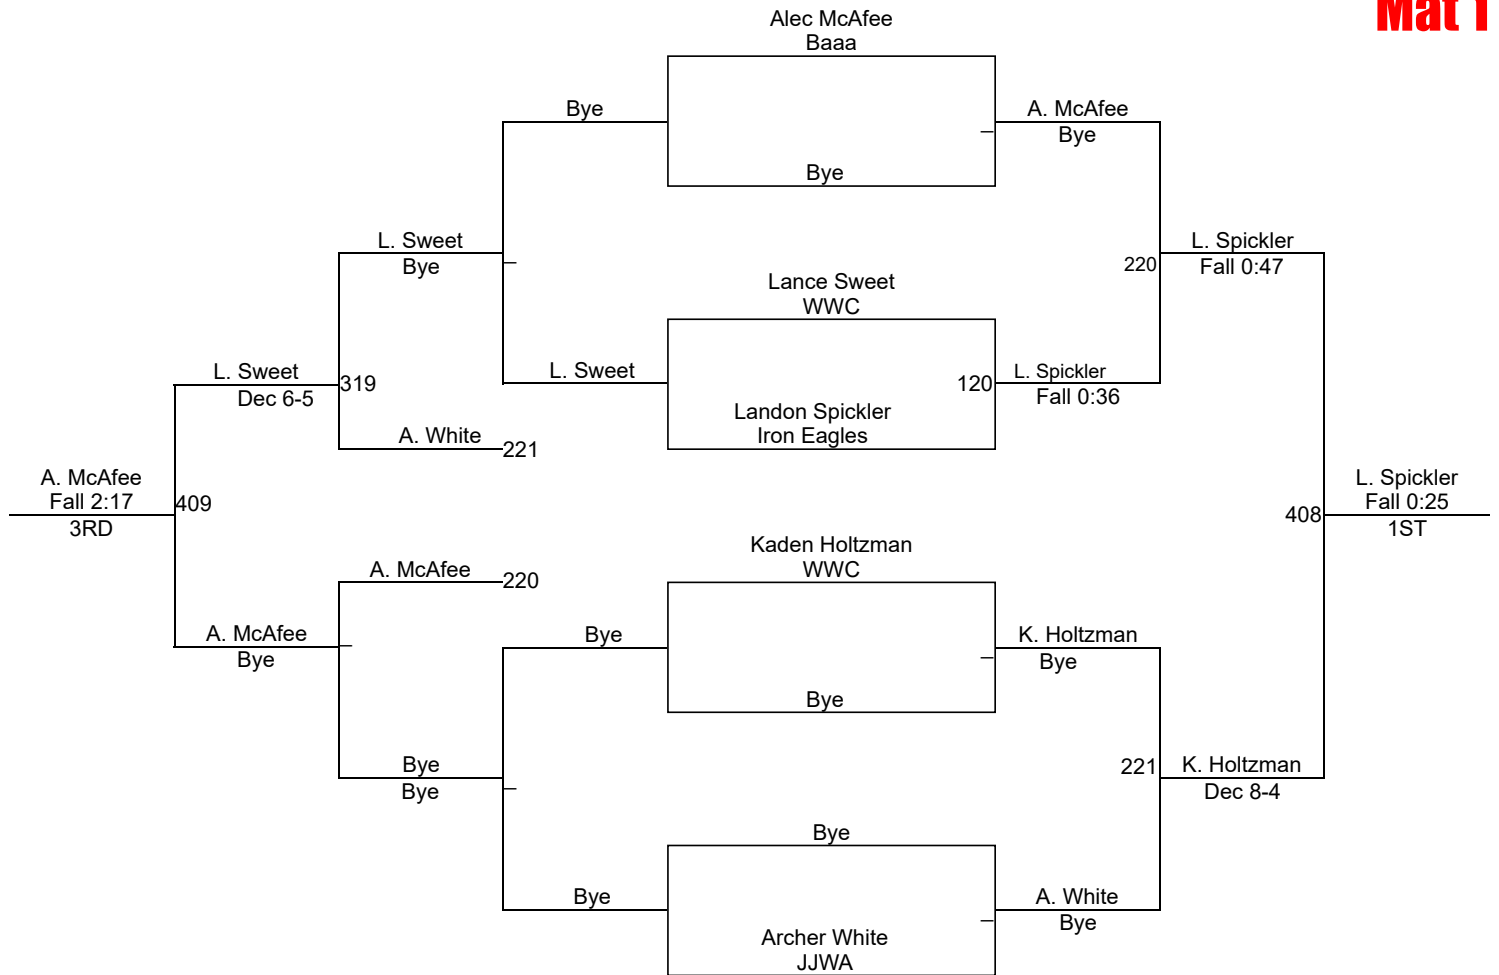 Mat 1
Alec McAfee
Baaa
Bye
A. McAfee
Bye
Bye
L. Sweet
Bye
L. Spickler
Fall 0:47
220
Lance Sweet
WWC
L. Sweet
Dec 6-5
319
L. Sweet
120
L. Spickler
Fall 0:36
Landon Spickler
Iron Eagles
A. White
221
A. McAfee
Fall 2:17
3RD
409
408
L. Spickler
Fall 0:25
1ST
Kaden Holtzman
WWC
A. McAfee
220
A. McAfee
Bye
Bye
K. Holtzman
Bye
Bye
Bye
Bye
221
K. Holtzman
Dec 8-4
Bye
Bye
A. White
Bye
Archer White
JJWA